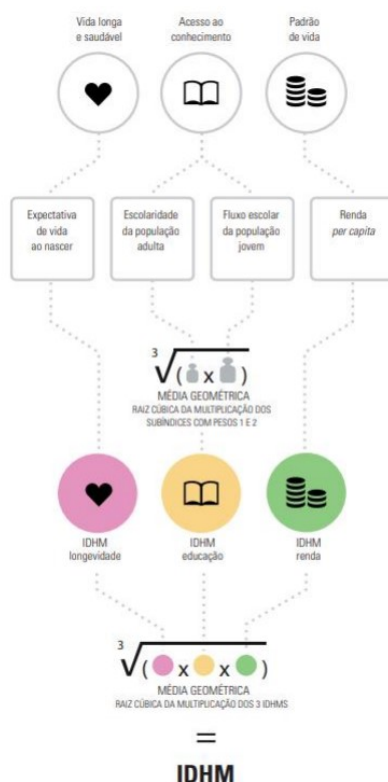 Vida longa
e saudável
Acesso ao
conhecimento
Padrão
de vida
Expectativa
de vida
ao nascer
Escolaridade
da população
adulta
Fluxo escolar
da população
jovem
Renda
per capita
3√( x )
MÉDIA GEOMÉTRICA
RAIZ CÚBICA DA MULTIPLICAÇÃO DOS
SUBÍNDICES COM PESOS 1 E 2
IDHM
longevidade
IDHM
educação
IDHM
renda
3√( x x )
MÉDIA GEOMÉTRICA
RAIZ CÚBICA DA MULTIPLICAÇÃO DOS 3 IDHMS
=
IDHM